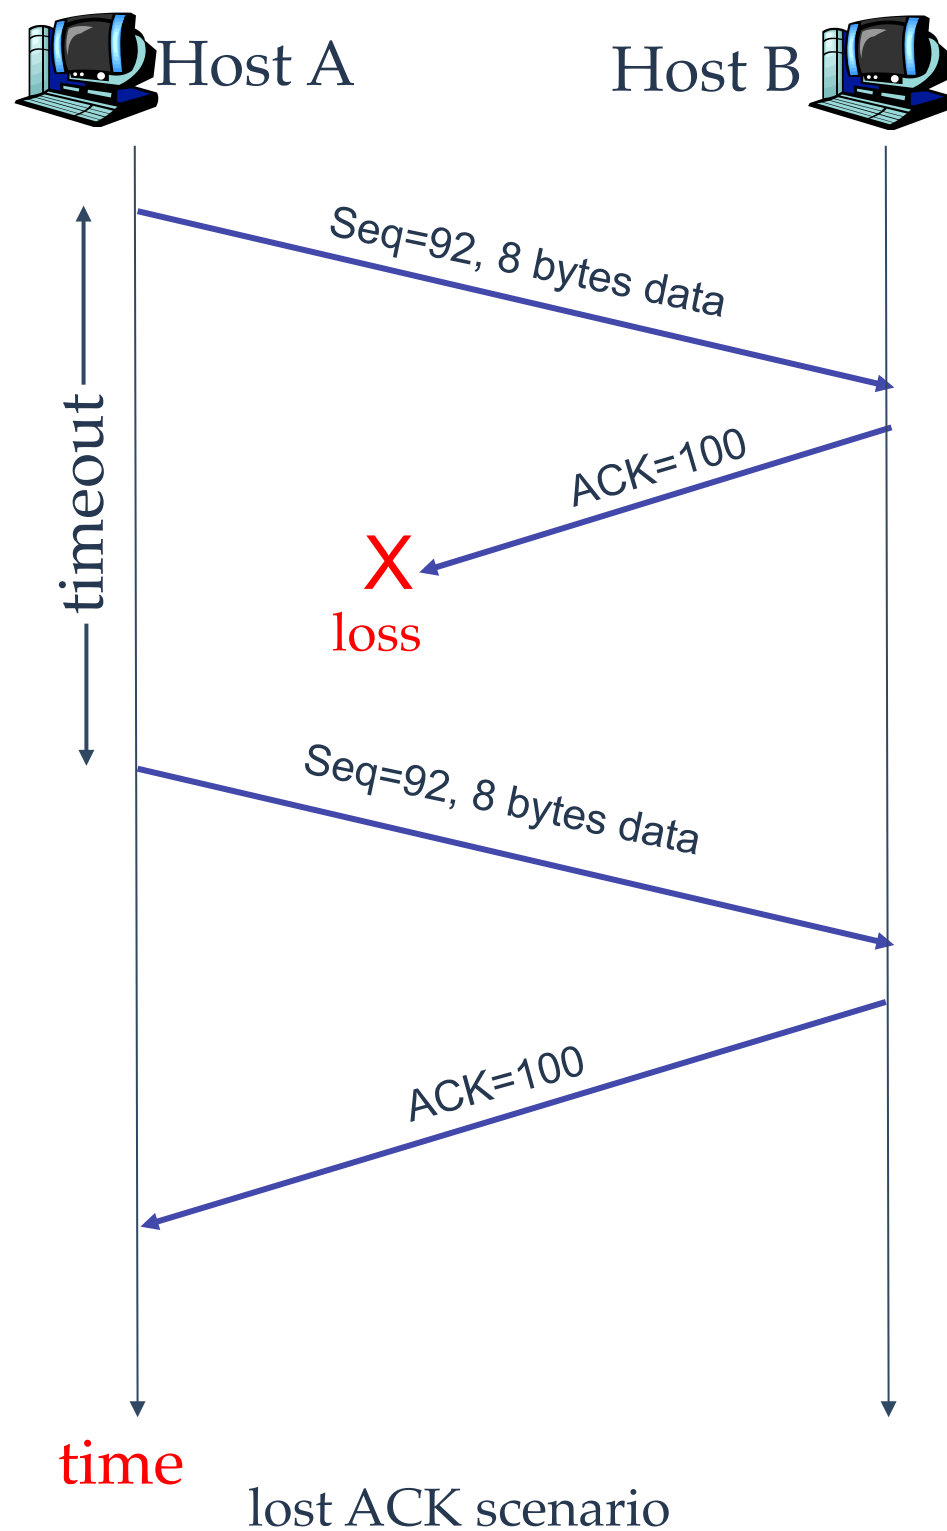 Host A
Host B
Seq=92, 8 bytes data
timeout
ACK=100
X
loss
Seq=92, 8 bytes data
ACK=100
time
lost ACK scenario